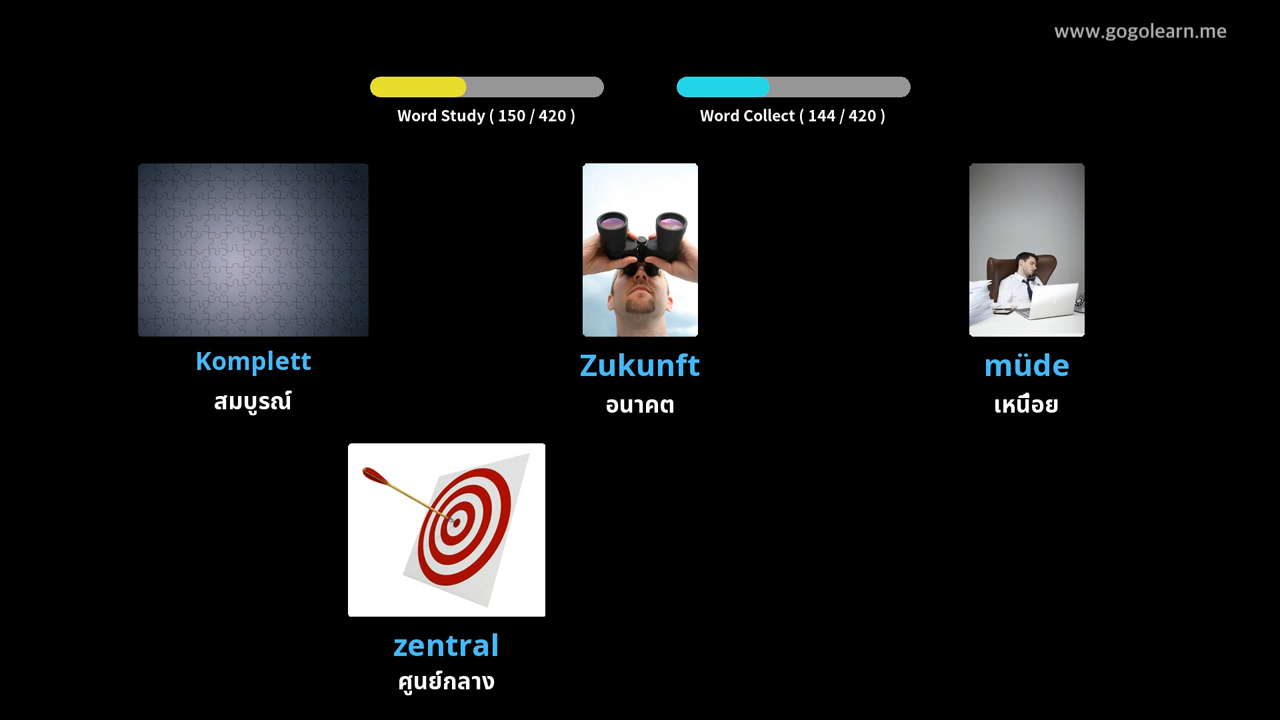 www.gogolearn.me
Word Study ( 150 / 420 )
Word Collect ( 144 / 420 )
Komplett
สมบูรณ์
Zukunft
อนาคต
müde
เหนื่อย
zentral
ศูนย์กลาง